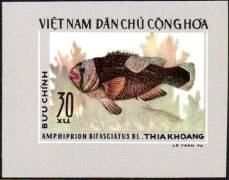 VIỆT NAM DÂN CHỦ CỘNG HÒA
BƯU CHÍNH
30
XU
AMPHIPRION BIFASCIATUS BL. THIA KHOANG